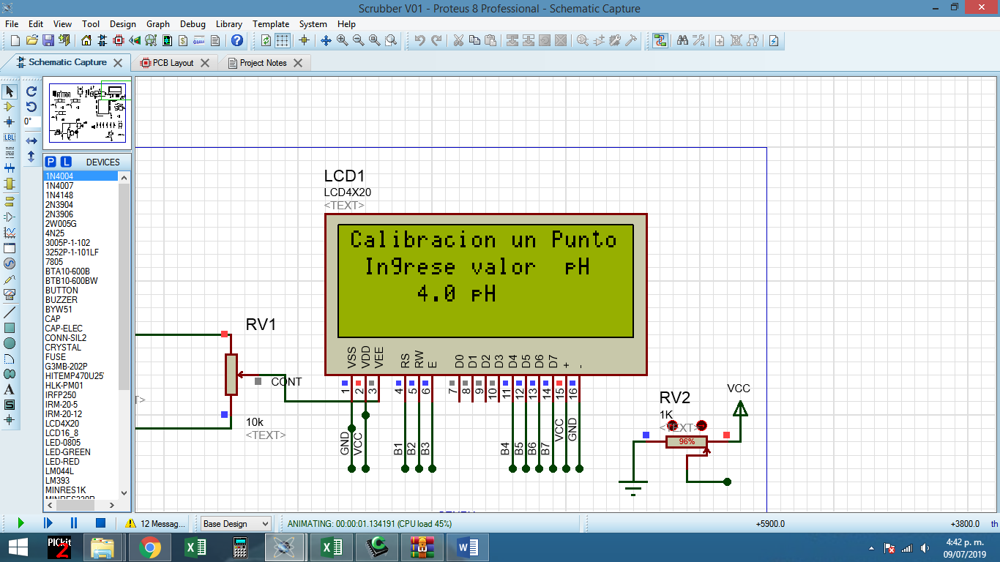 Scrubber V01 - Proteus 8 Professional - Schematic Capture
File Edit View Tool Design Graph Debug Library Template System Help
Schematic Capture PCB Layout Project Notes
0°
LBL
P L DEVICES
1N4004
1N4007
1N4148
2N3904
2N3906
2W005G
4N25
3005P-1-102
3252P-1-101LF
7805
BTA10-600B
BTB10-600BW
BUTTON
BUZZER
BYW51
CAP
CAP-ELEC
CONN-SIL2
CRYSTAL
FUSE
G3MB-202P
HITEMP470U25
HLK-PM01
IRFP250
IRM-20-5
IRM-20-12
LCD4X20
LCD16_8
LED-0805
LED-GREEN
LED-RED
LM044L
LM393
MINRES1K
LCD1
LCD4X20
<TEXT>
Calibracion un Punto
Ingrese valor pH
4.0 pH
VSS VDD VEE RS RW E D0 D1 D2 D3 D4 D5 D6 D7 + -
1 2 3 4 5 6 7 8 9 10 11 12 13 14 15 16
GND VCC B1 B2 B3 B4 B5 B6 B7 VCC GND
RV1
CONT
10k
<TEXT>
RV2
1K
<TEXT>
96%
VCC
12 Messag...
Base Design
ANIMATING: 00:00:01.134191 (CPU load 45%)
+5900.0 +3800.0 th
PICkit 2
4:42 p. m.
09/07/2019